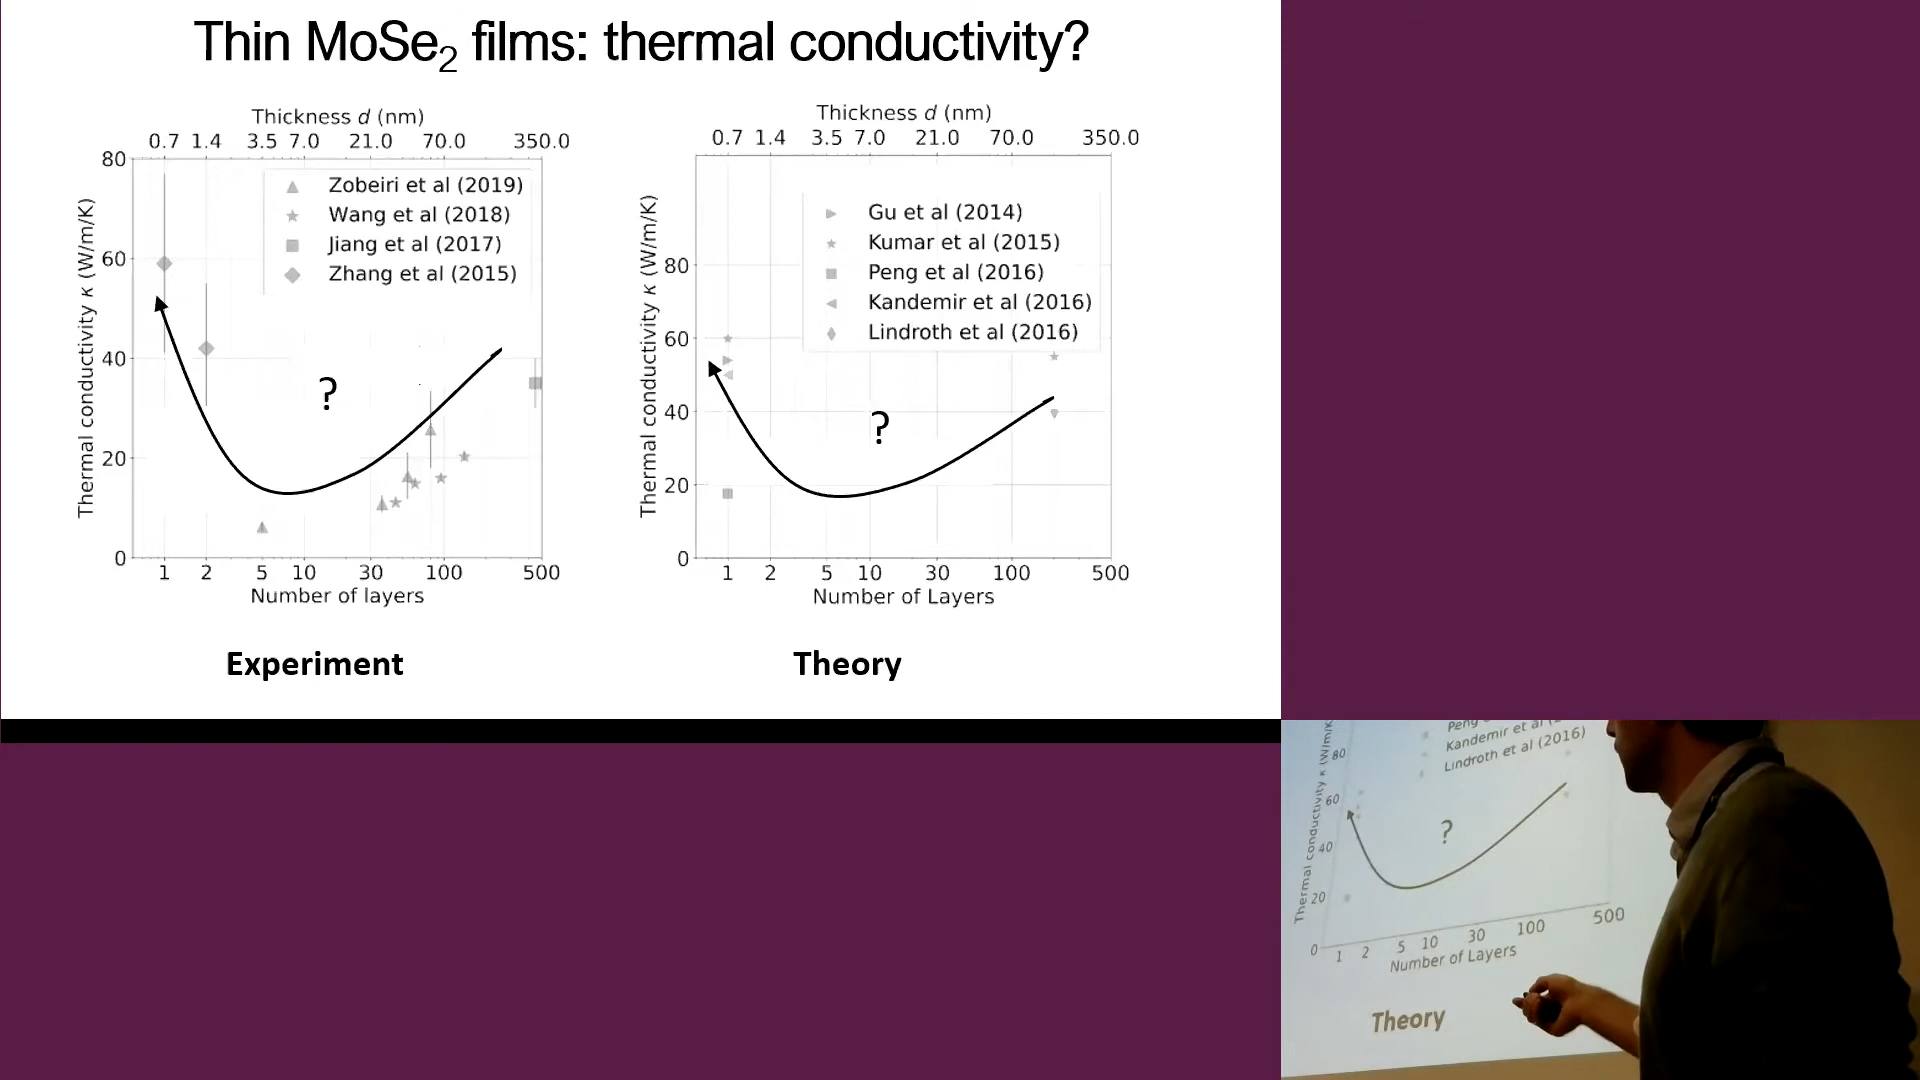 Thin MoSe₂ films: thermal conductivity?
Thickness d (nm)
0.7 1.4 3.5 7.0 21.0 70.0 350.0
80
60
40
20
0
Thermal conductivity κ (W/m/K)
Zobeiri et al (2019)
Wang et al (2018)
Jiang et al (2017)
Zhang et al (2015)
?
1 2 5 10 30 100 500
Number of layers
Experiment
Thickness d (nm)
0.7 1.4 3.5 7.0 21.0 70.0 350.0
80
60
40
20
0
Thermal conductivity κ (W/m/K)
Gu et al (2014)
Kumar et al (2015)
Peng et al (2016)
Kandemir et al (2016)
Lindroth et al (2016)
?
1 2 5 10 30 100 500
Number of Layers
Theory
Peng
Kandemir et al
Lindroth et al (2016)
80
60
40
20
0
Thermal conductivity κ (W/m/K
?
1 2 5 10 30 100 500
Number of Layers
Theory